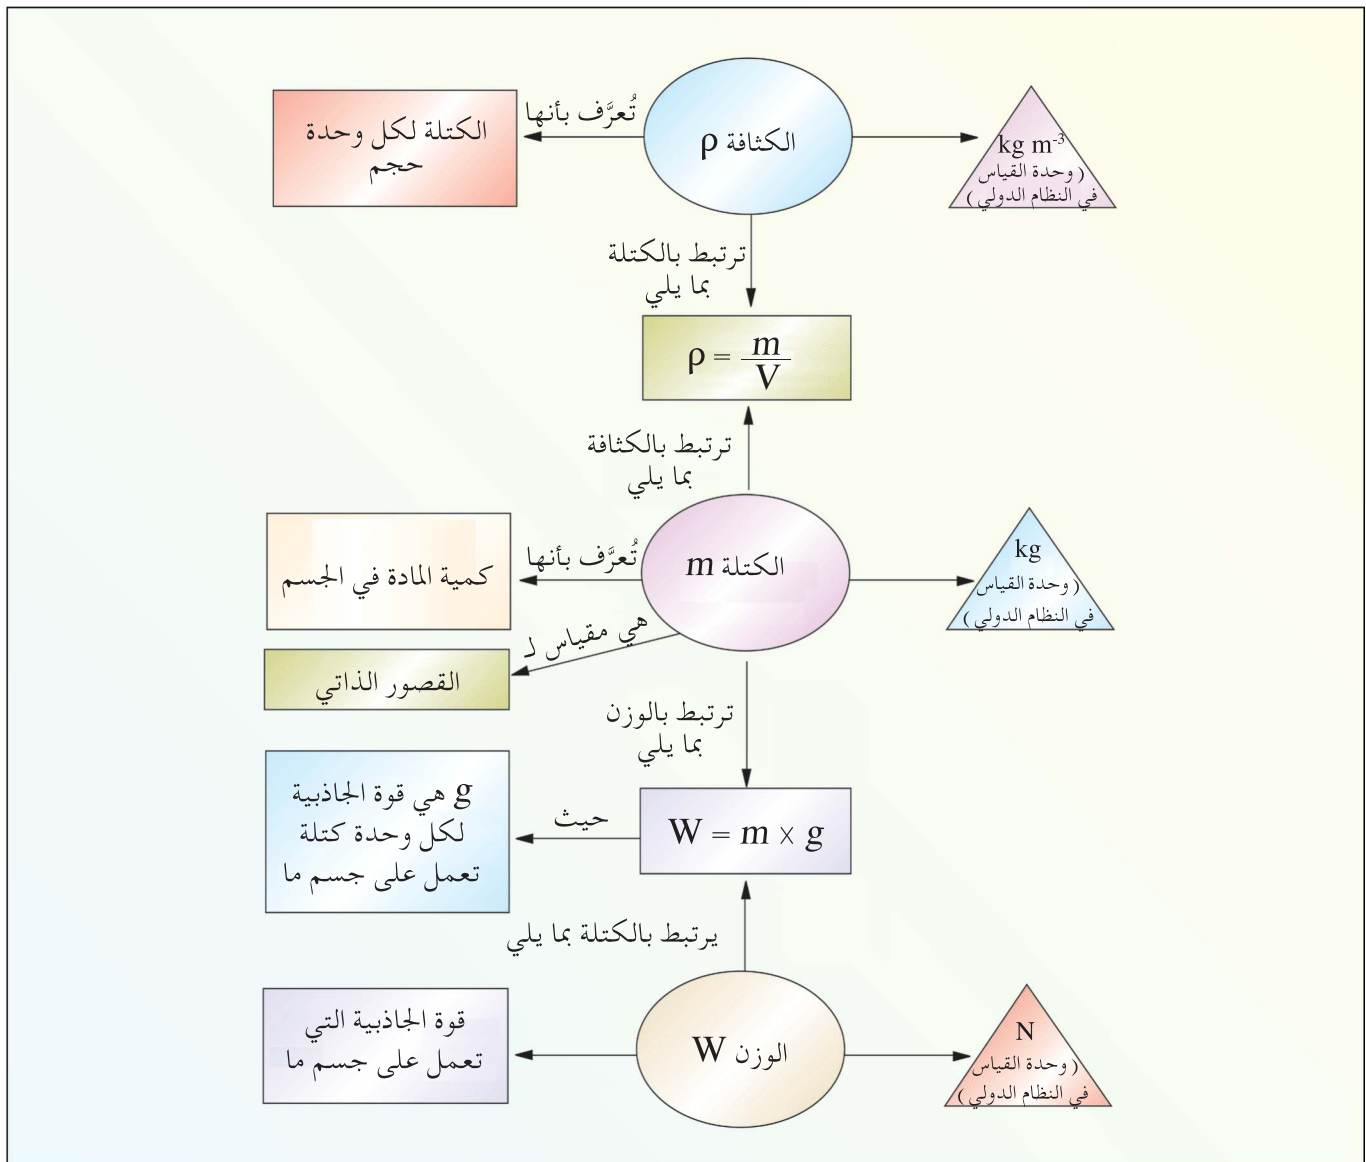 الكثافة ρ
تُعرَّف بأنها
الكتلة لكل وحدة
حجم
kg m⁻³
( وحدة القياس
في النظام الدولي )
ترتبط بالكتلة
بما يلي
ρ = m / V
ترتبط بالكثافة
بما يلي
الكتلة m
تُعرَّف بأنها
كمية المادة في الجسم
هي مقياس لـ
القصور الذاتي
kg
( وحدة القياس
في النظام الدولي )
ترتبط بالوزن
بما يلي
W = m × g
حيث
g هي قوة الجاذبية
لكل وحدة كتلة
تعمل على جسم ما
يرتبط بالكتلة بما يلي
الوزن W
قوة الجاذبية التي
تعمل على جسم ما
N
( وحدة القياس
في النظام الدولي )